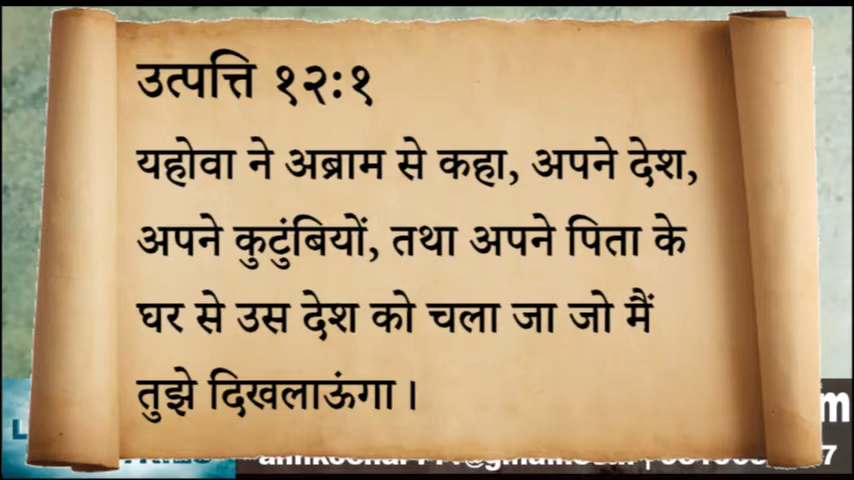 उत्पत्ति १२:१
यहोवा ने अब्राम से कहा, अपने देश,
अपने कुटुंबियों, तथा अपने पिता के
घर से उस देश को चला जा जो मैं
तुझे दिखलाऊंगा।